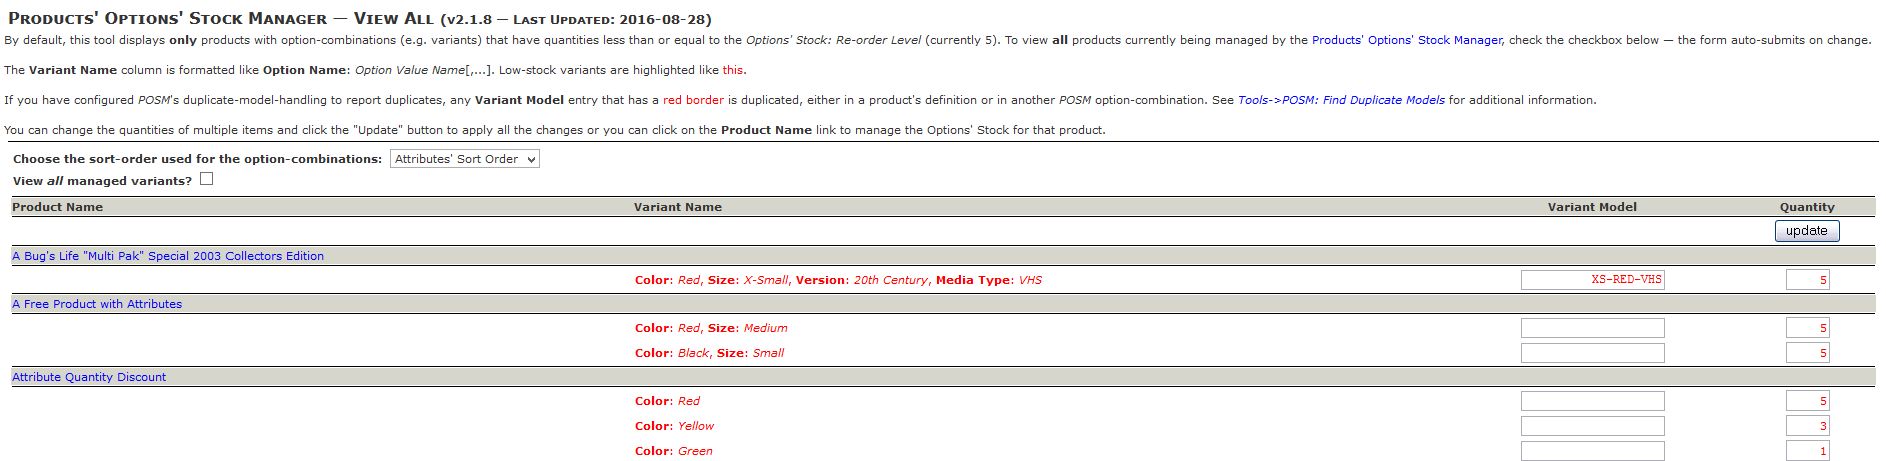 Products' Options' Stock Manager — View All (v2.1.8 — Last Updated: 2016-08-28)
By default, this tool displays only products with option-combinations (e.g. variants) that have quantities less than or equal to the Options' Stock: Re-order Level (currently 5). To view all products currently being managed by the Products' Options' Stock Manager, check the checkbox below — the form auto-submits on change.
The Variant Name column is formatted like Option Name: Option Value Name[,...]. Low-stock variants are highlighted like this.
If you have configured POSM's duplicate-model-handling to report duplicates, any Variant Model entry that has a red border is duplicated, either in a product's definition or in another POSM option-combination. See Tools->POSM: Find Duplicate Models for additional information.
You can change the quantities of multiple items and click the "Update" button to apply all the changes or you can click on the Product Name link to manage the Options' Stock for that product.
Choose the sort-order used for the option-combinations: Attributes' Sort Order
View all managed variants?
Product Name Variant Name Variant Model Quantity
update
A Bug's Life "Multi Pak" Special 2003 Collectors Edition
Color: Red, Size: X-Small, Version: 20th Century, Media Type: VHS XS-RED-VHS 5
A Free Product with Attributes
Color: Red, Size: Medium 5
Color: Black, Size: Small 5
Attribute Quantity Discount
Color: Red 5
Color: Yellow 3
Color: Green 1